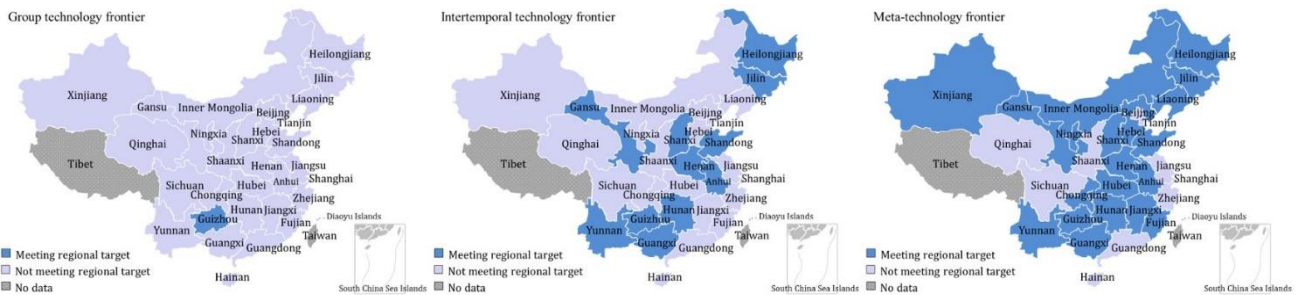 Group technology frontier
Heilongjiang
Jilin
Liaoning
Xinjiang
Gansu
Inner Mongolia
Beijing
Tianjin
Hebei
Ningxia
Shanxi
Shandong
Qinghai
Shaanxi
Henan
Jiangsu
Tibet
Shanghai
Sichuan
Hubei
Anhui
Chongqing
Zhejiang
Hunan
Jiangxi
Guizhou
Diaoyu Islands
Fujian
Yunnan
Taiwan
Guangxi
Guangdong
Hainan
Meeting regional target
Not meeting regional target
No data
South China Sea Islands
Intertemporal technology frontier
Heilongjiang
Jilin
Liaoning
Xinjiang
Gansu
Inner Mongolia
Beijing
Tianjin
Hebei
Ningxia
Shanxi
Shandong
Qinghai
Shaanxi
Henan
Jiangsu
Tibet
Shanghai
Sichuan
Hubei
Anhui
Chongqing
Zhejiang
Hunan
Jiangxi
Guizhou
Diaoyu Islands
Fujian
Yunnan
Taiwan
Guangxi
Guangdong
Hainan
Meeting regional target
Not meeting regional target
No data
South China Sea Islands
Meta-technology frontier
Heilongjiang
Jilin
Liaoning
Xinjiang
Gansu
Inner Mongolia
Beijing
Tianjin
Hebei
Ningxia
Shanxi
Shandong
Qinghai
Shaanxi
Henan
Jiangsu
Tibet
Shanghai
Sichuan
Hubei
Anhui
Chongqing
Zhejiang
Hunan
Jiangxi
Guizhou
Diaoyu Islands
Fujian
Yunnan
Taiwan
Guangxi
Guangdong
Hainan
Meeting regional target
Not meeting regional target
No data
South China Sea Islands